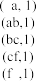 ( a, 1)
(ab,1)
(bc,1)
(cf,1)
(f ,1)